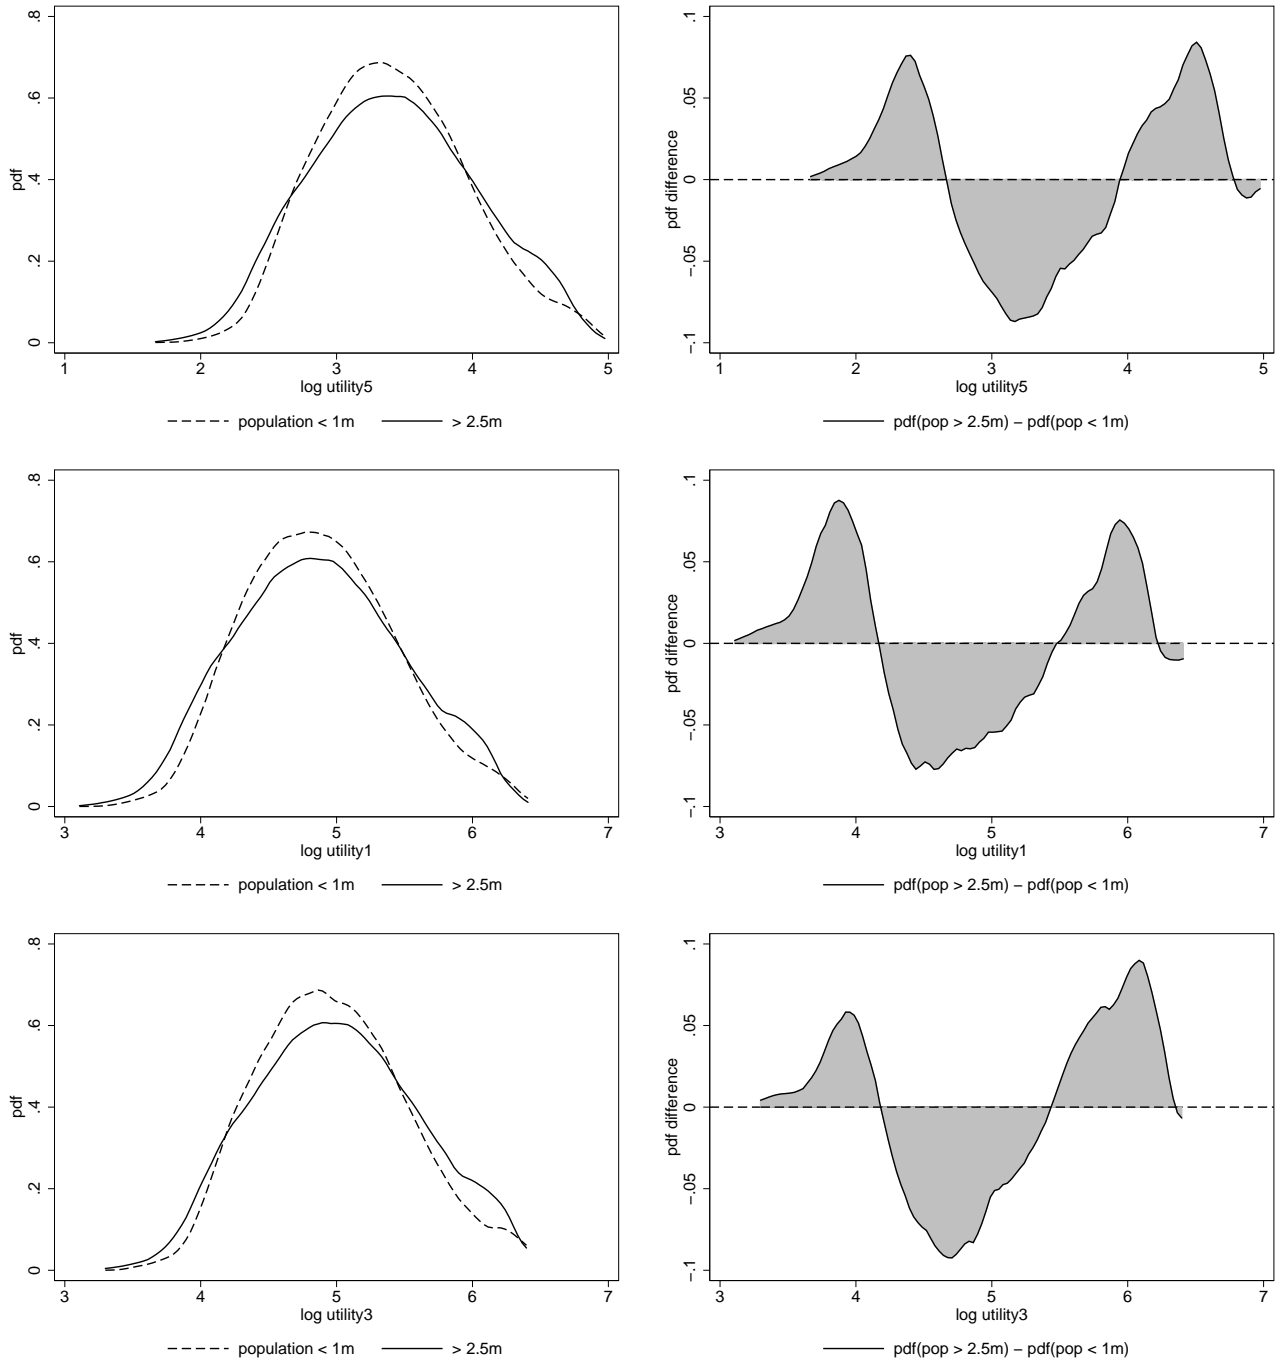 .8
.6
.4
.2
0
pdf
1 2 3 4 5
log utility5
population < 1m > 2.5m
.1
.05
0
−.05
−.1
pdf difference
1 2 3 4 5
log utility5
pdf(pop > 2.5m) − pdf(pop < 1m)
.8
.6
.4
.2
0
pdf
3 4 5 6 7
log utility1
population < 1m > 2.5m
.1
.05
0
−.05
−.1
pdf difference
3 4 5 6 7
log utility1
pdf(pop > 2.5m) − pdf(pop < 1m)
.8
.6
.4
.2
0
pdf
3 4 5 6 7
log utility3
population < 1m > 2.5m
.1
.05
0
−.05
−.1
pdf difference
3 4 5 6 7
log utility3
pdf(pop > 2.5m) − pdf(pop < 1m)